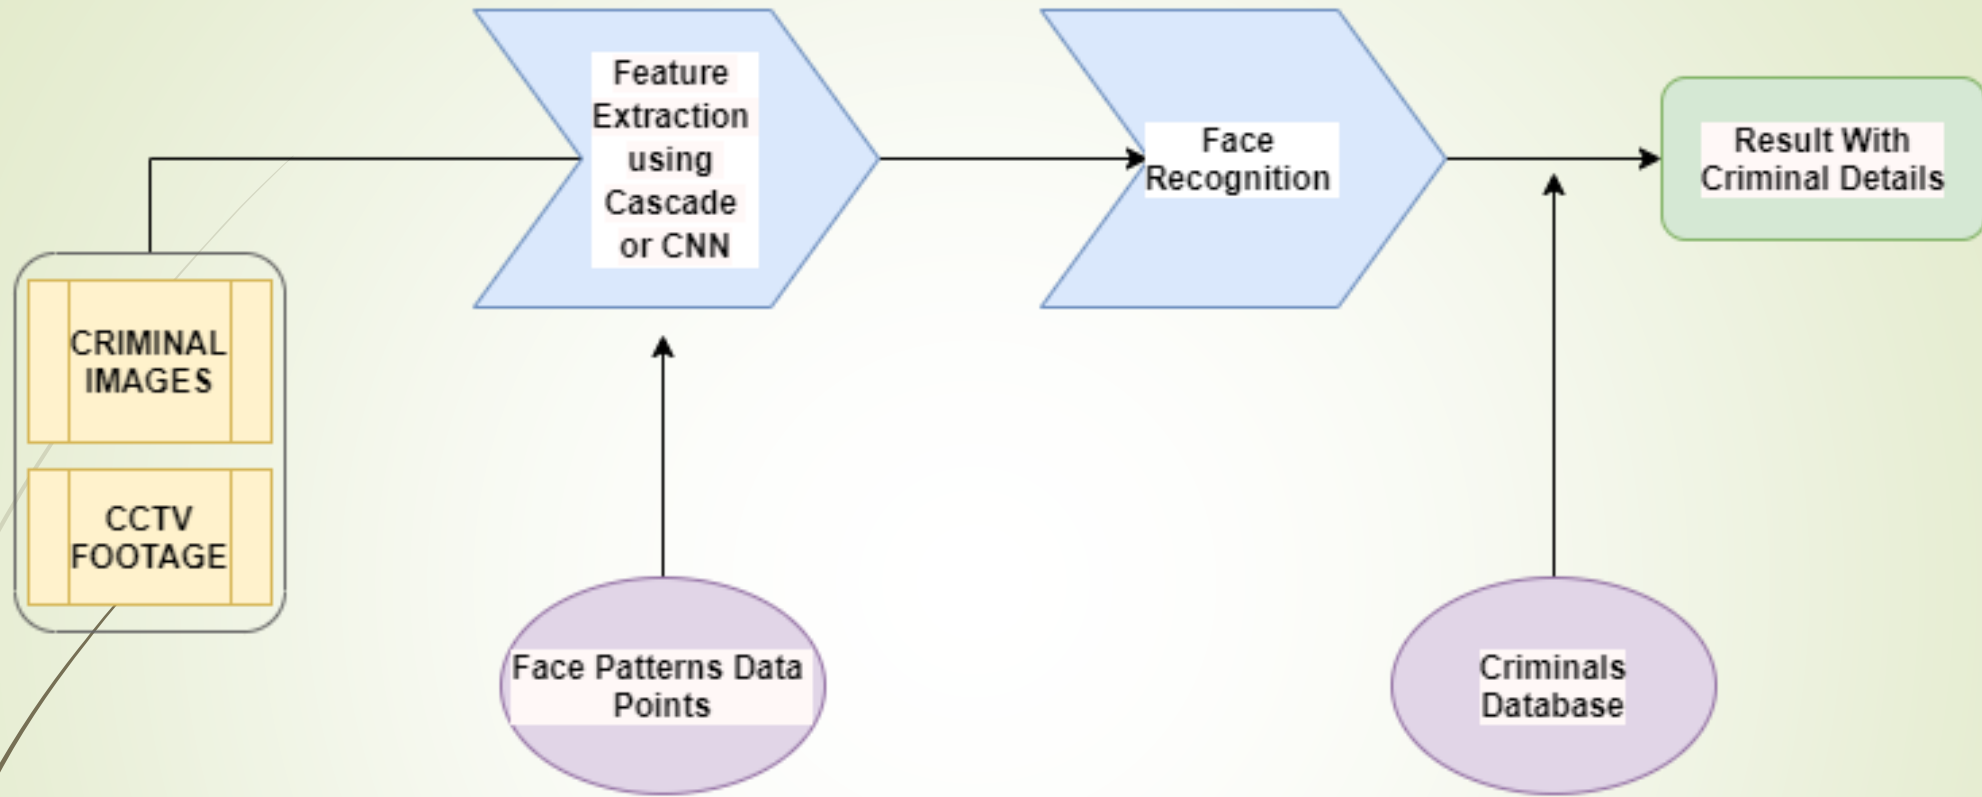 Feature
Extraction
using
Cascade
or CNN
Face
Recognition
Result With
Criminal Details
CRIMINAL
IMAGES
CCTV
FOOTAGE
Face Patterns Data
Points
Criminals
Database